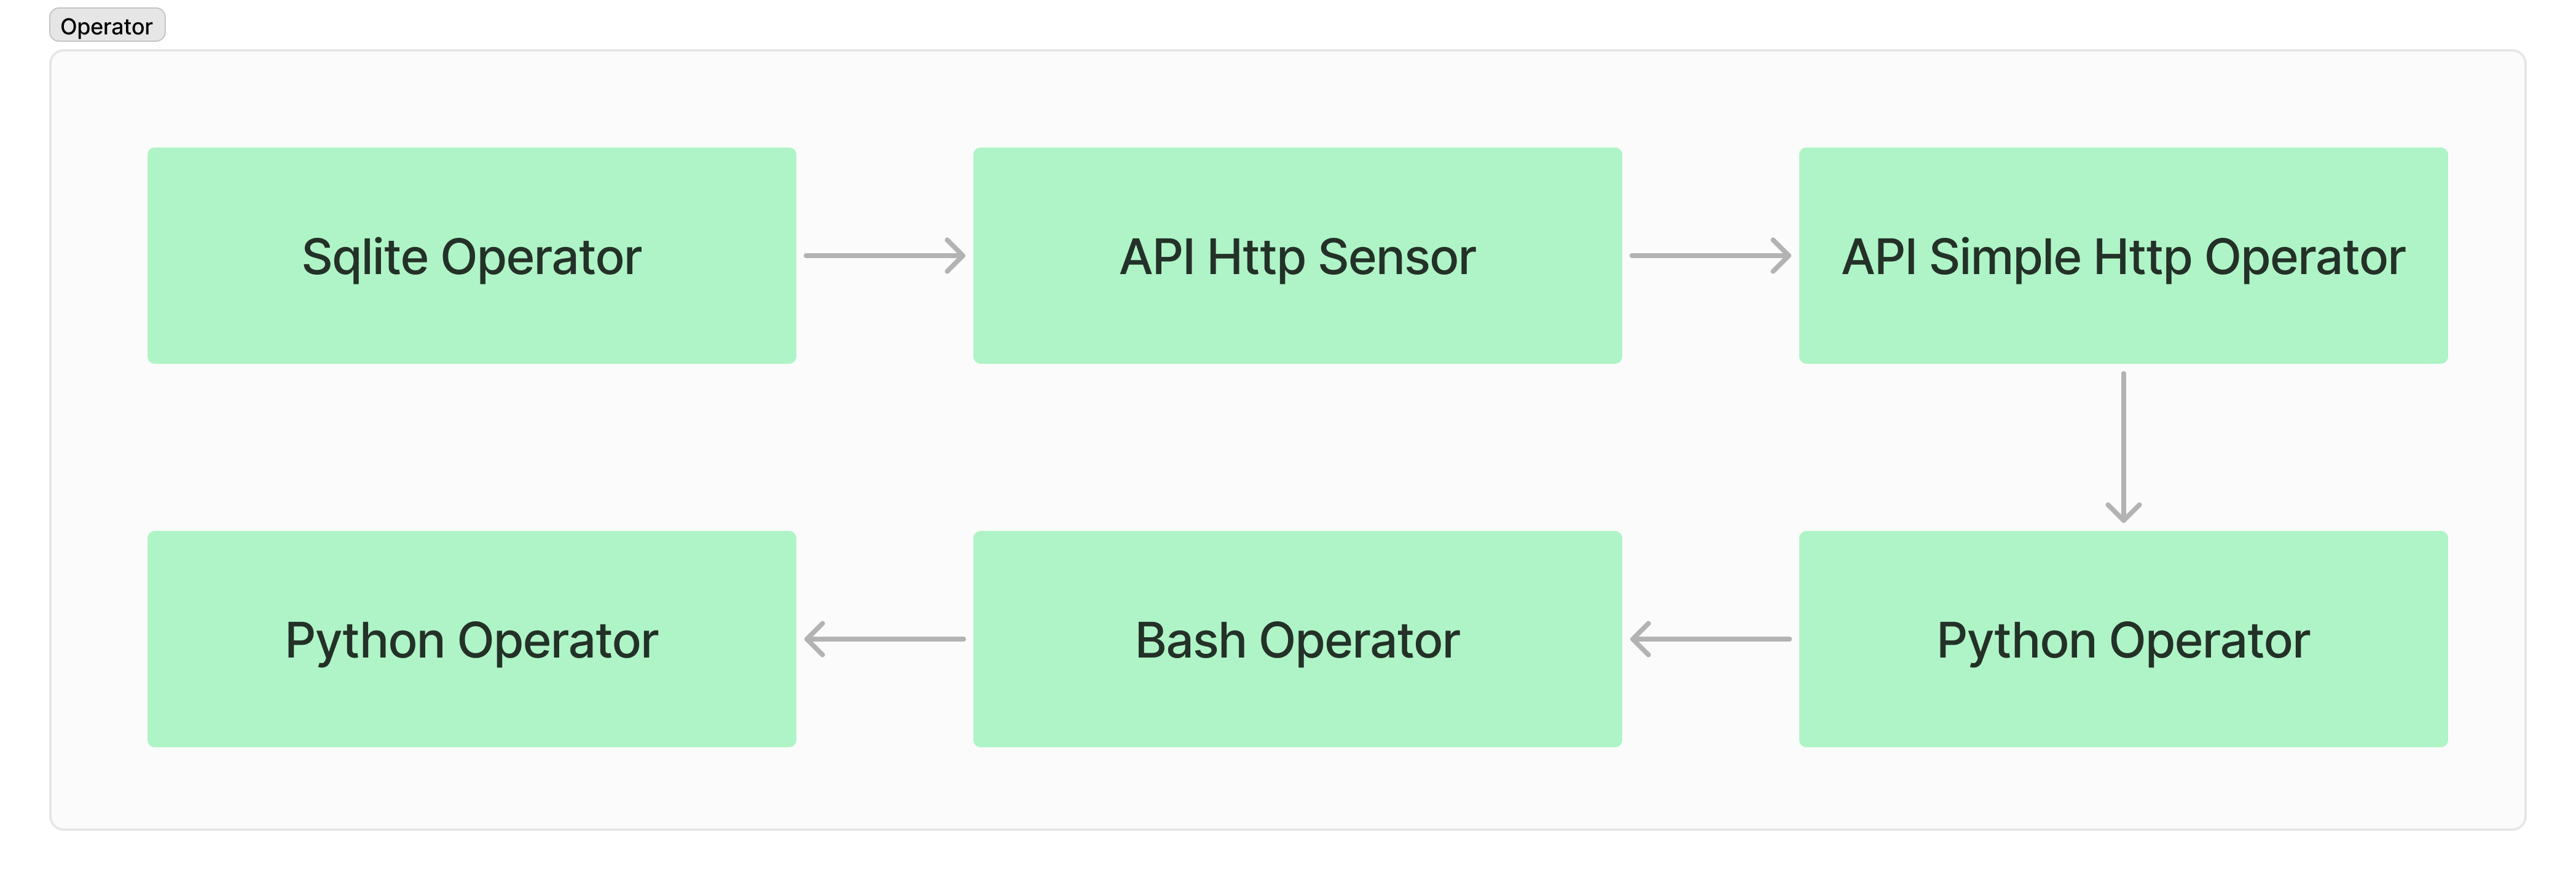 Operator
Sqlite Operator
API Http Sensor
API Simple Http Operator
Python Operator
Bash Operator
Python Operator